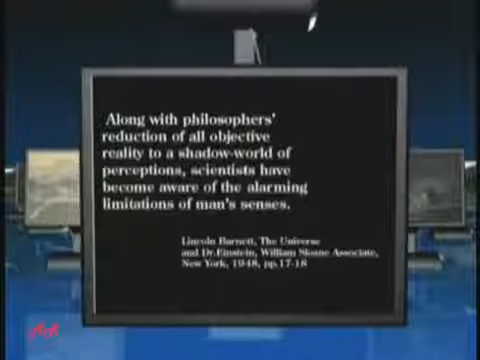 Along with philosophers'
reduction of all objective
reality to a shadow-world of
perceptions, scientists have
become aware of the alarming
limitations of man's senses.
Lincoln Barnett, The Universe
and Dr.Einstein, William Sloane Associate,
New York, 1948, pp.17-18